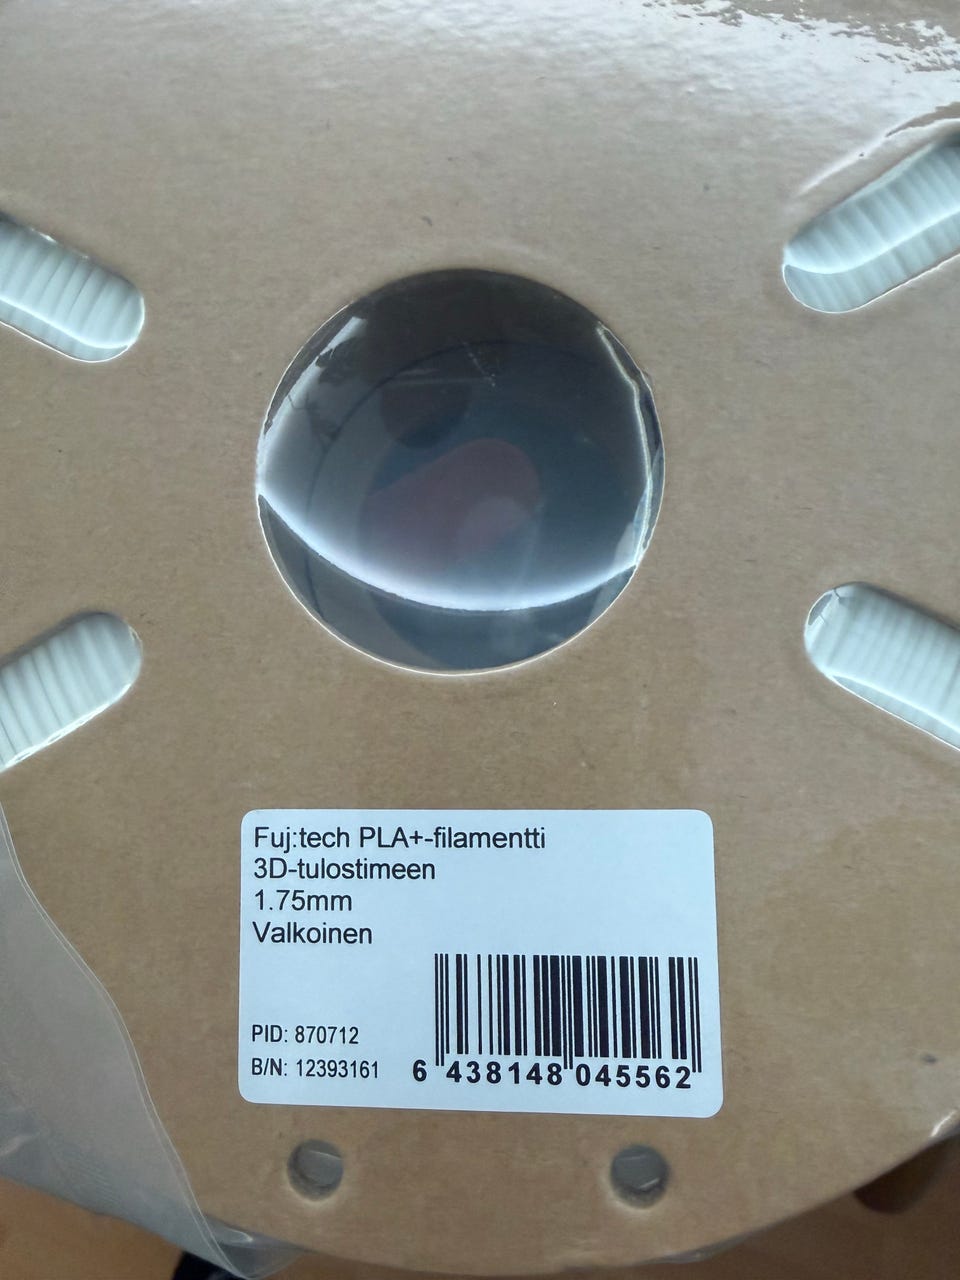 Fuj:tech PLA+-filamentti
3D-tulostimeen
1.75mm
Valkoinen
PID: 870712
B/N: 12393161
6 438148 045562